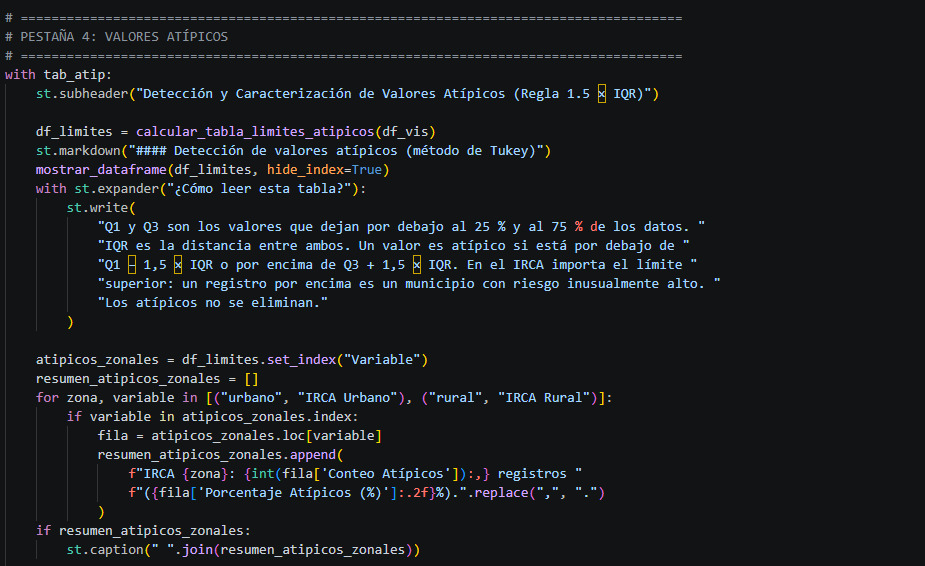 # ======================================================================================
# PESTAÑA 4: VALORES ATÍPICOS
# ======================================================================================
with tab_atip:
    st.subheader("Detección y Caracterización de Valores Atípicos (Regla 1.5 × IQR)")

    df_limites = calcular_tabla_limites_atipicos(df_vis)
    st.markdown("#### Detección de valores atípicos (método de Tukey)")
    mostrar_dataframe(df_limites, hide_index=True)
    with st.expander("¿Cómo leer esta tabla?"):
        st.write(
            "Q1 y Q3 son los valores que dejan por debajo al 25 % y al 75 % de los datos. "
            "IQR es la distancia entre ambos. Un valor es atípico si está por debajo de "
            "Q1 − 1,5 × IQR o por encima de Q3 + 1,5 × IQR. En el IRCA importa el límite "
            "superior: un registro por encima es un municipio con riesgo inusualmente alto. "
            "Los atípicos no se eliminan."
        )

    atipicos_zonales = df_limites.set_index("Variable")
    resumen_atipicos_zonales = []
    for zona, variable in [("urbano", "IRCA Urbano"), ("rural", "IRCA Rural")]:
        if variable in atipicos_zonales.index:
            fila = atipicos_zonales.loc[variable]
            resumen_atipicos_zonales.append(
                f"IRCA {zona}: {int(fila['Conteo Atípicos']):,} registros "
                f"({fila['Porcentaje Atípicos (%)']:.2f}%).".replace(",", ".")
            )
    if resumen_atipicos_zonales:
        st.caption(" ".join(resumen_atipicos_zonales))